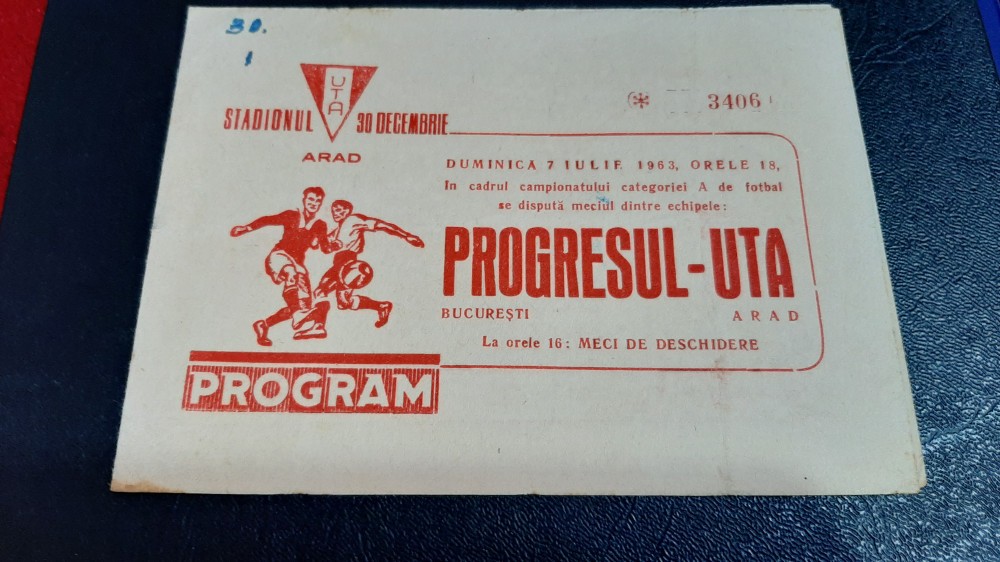 30.
1
UTA
STADIONUL 30 DECEMBRIE
ARAD
3406
DUMINICA 7 IULIE 1963, ORELE 18,
In cadrul campionatului categoriei A de fotbal
se dispută meciul dintre echipele:
PROGRESUL-UTA
BUCUREȘTI ARAD
La orele 16: MECI DE DESCHIDERE
PROGRAM